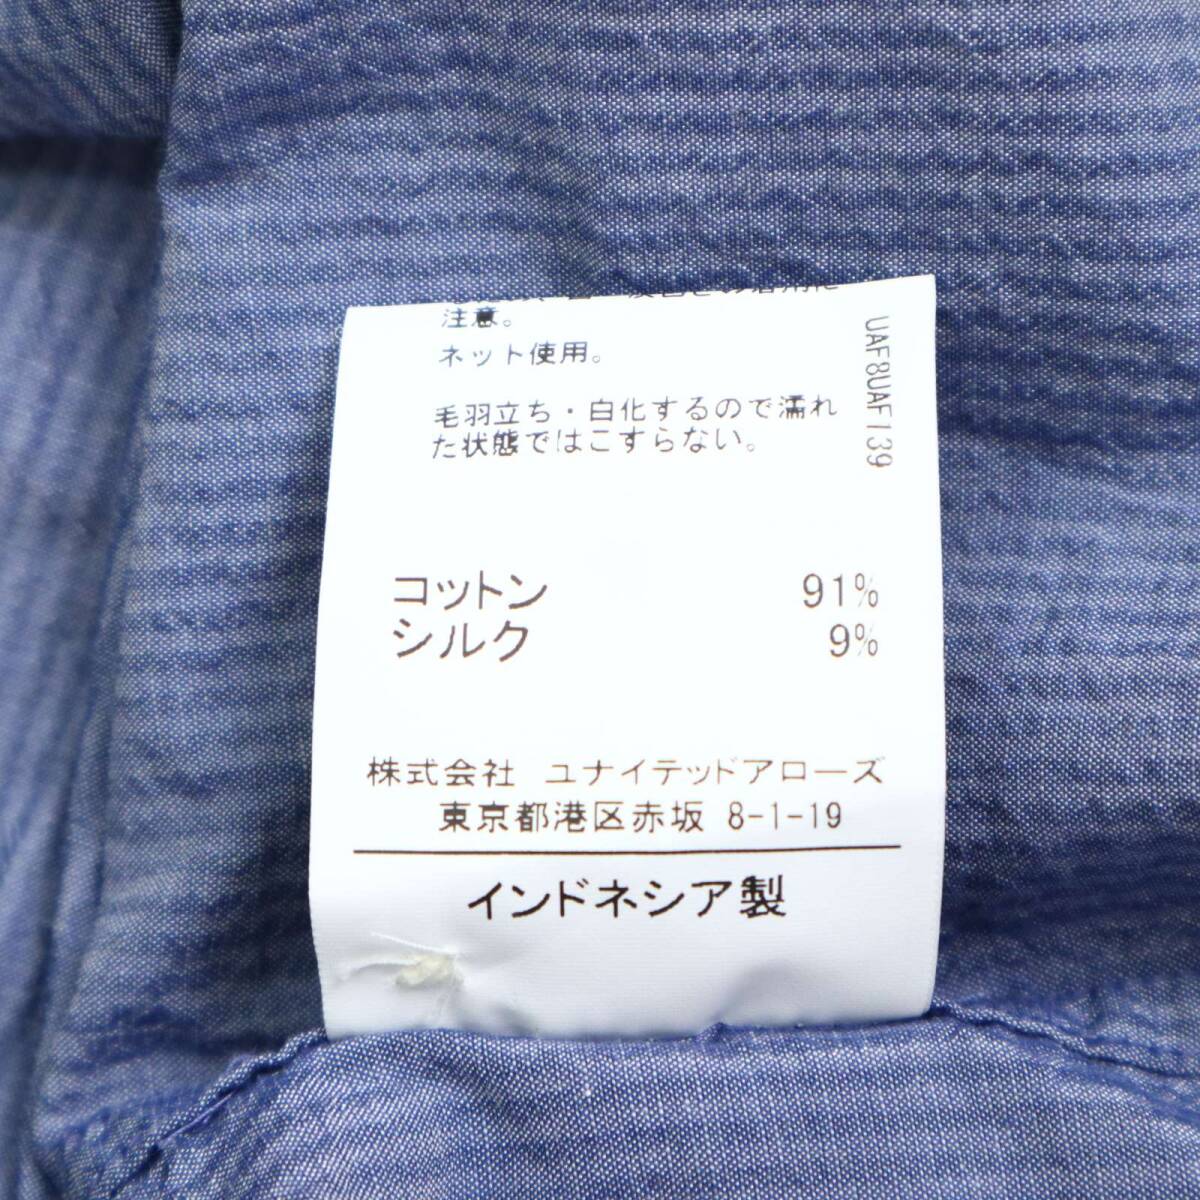 注意。
ネット使用。
毛羽立ち・白化するので濡れ
た状態ではこすらない。
UAF8UAF139
コットン 91%
シルク 9%
株式会社 ユナイテッドアローズ
東京都港区赤坂 8-1-19
インドネシア製